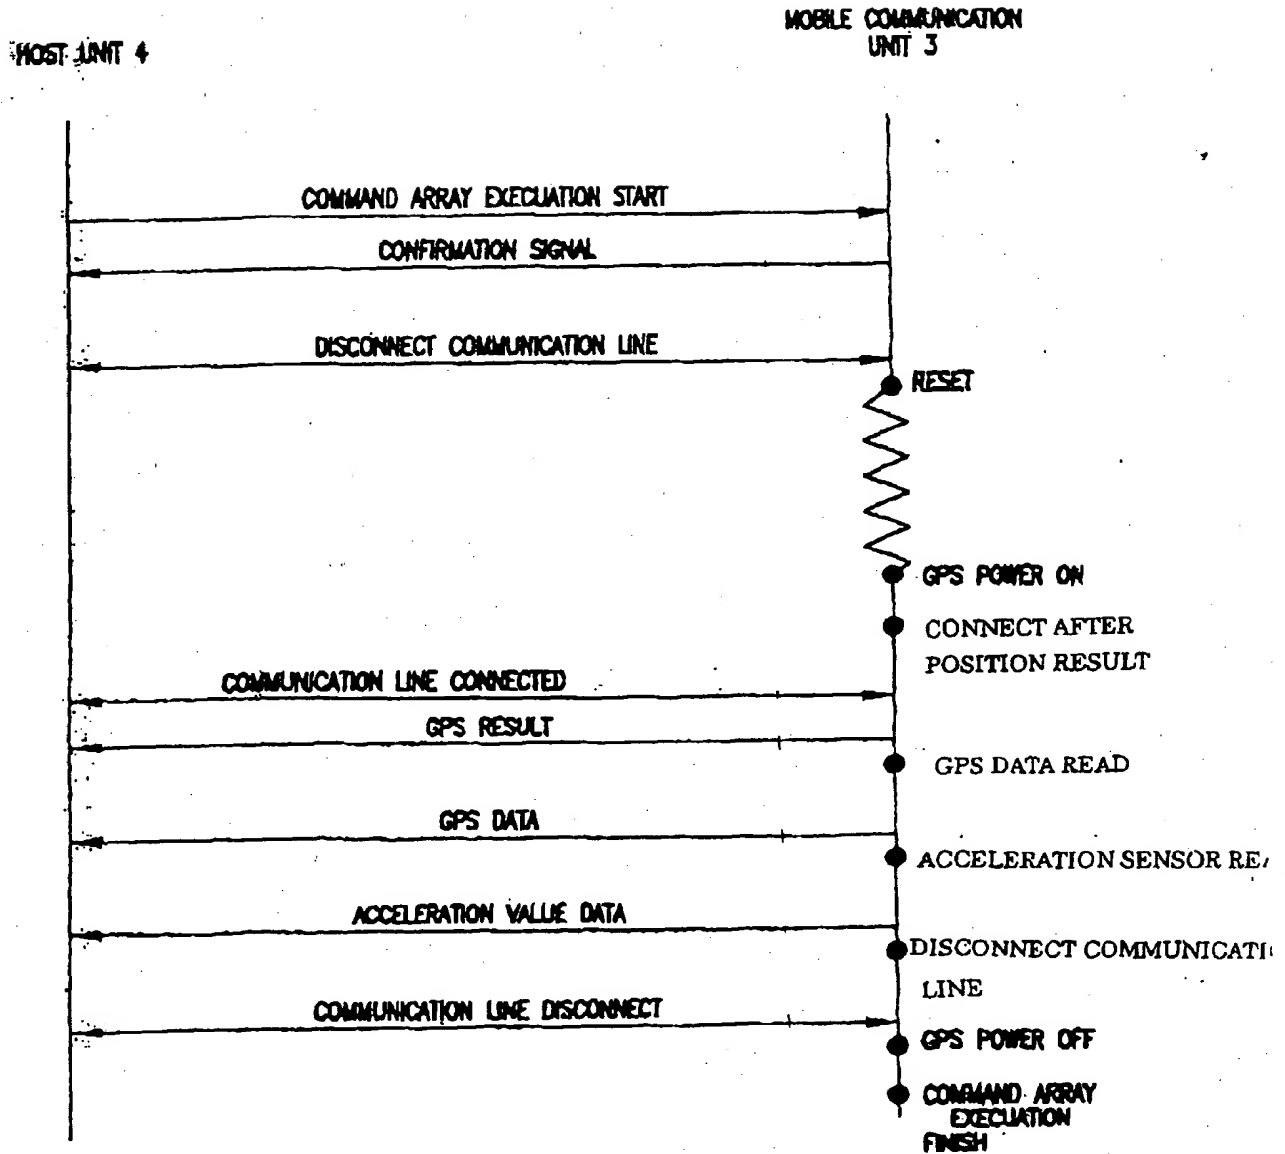 MOBILE COMMUNICATION
UNIT 3
HOST UNIT 4
COMMAND ARRAY EXECUATION START
CONFIRMATION SIGNAL
DISCONNECT COMMUNICATION LINE
RESET
GPS POWER ON
CONNECT AFTER
POSITION RESULT
COMMUNICATION LINE CONNECTED
GPS RESULT
GPS DATA READ
GPS DATA
ACCELERATION SENSOR
ACCELERATION VALUE DATA
DISCONNECT
LINE
COMMUNICATION LINE DISCONNECT
GPS POWER OFF
COMMAND ARRAY
EXECUATION
FINISH